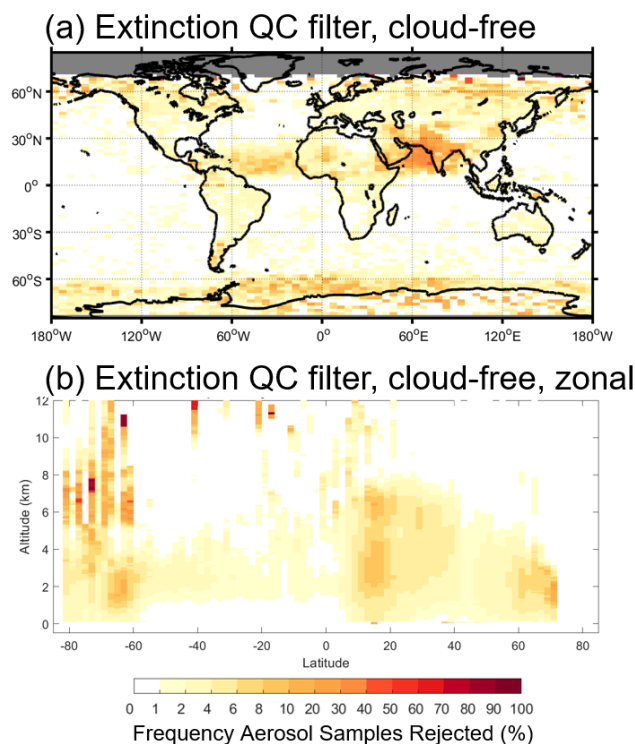 (a) Extinction QC filter, cloud-free
60°N
30°N
0°
30°S
60°S
180°W 120°W 60°W 0° 60°E 120°E 180°W
(b) Extinction QC filter, cloud-free, zonal
12
10
8
6
4
2
0
Altitude (km)
-80 -60 -40 -20 0 20 40 60 80
Latitude
0 1 2 4 6 8 10 20 30 40 50 60 70 80 90 100
Frequency Aerosol Samples Rejected (%)